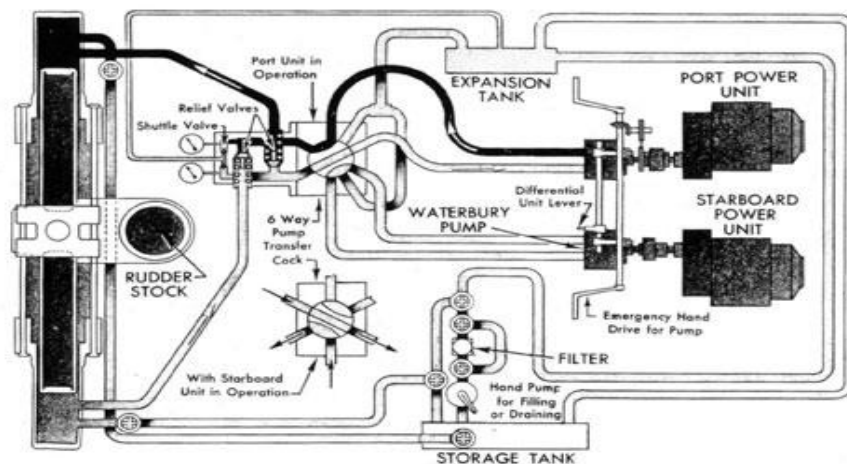 Port Unit in
Operation
EXPANSION
TANK
PORT POWER
UNIT
Relief Valves
Shuttle Valve
Differential
Unit Lever
WATERBURY
PUMP
STARBOARD
POWER
UNIT
6 Way
Pump
Transfer
Cock
RUDDER
STOCK
Emergency Hand
Drive for Pump
FILTER
With Starboard
Unit in Operation
Hand Pump
for Filling
or Draining
STORAGE TANK